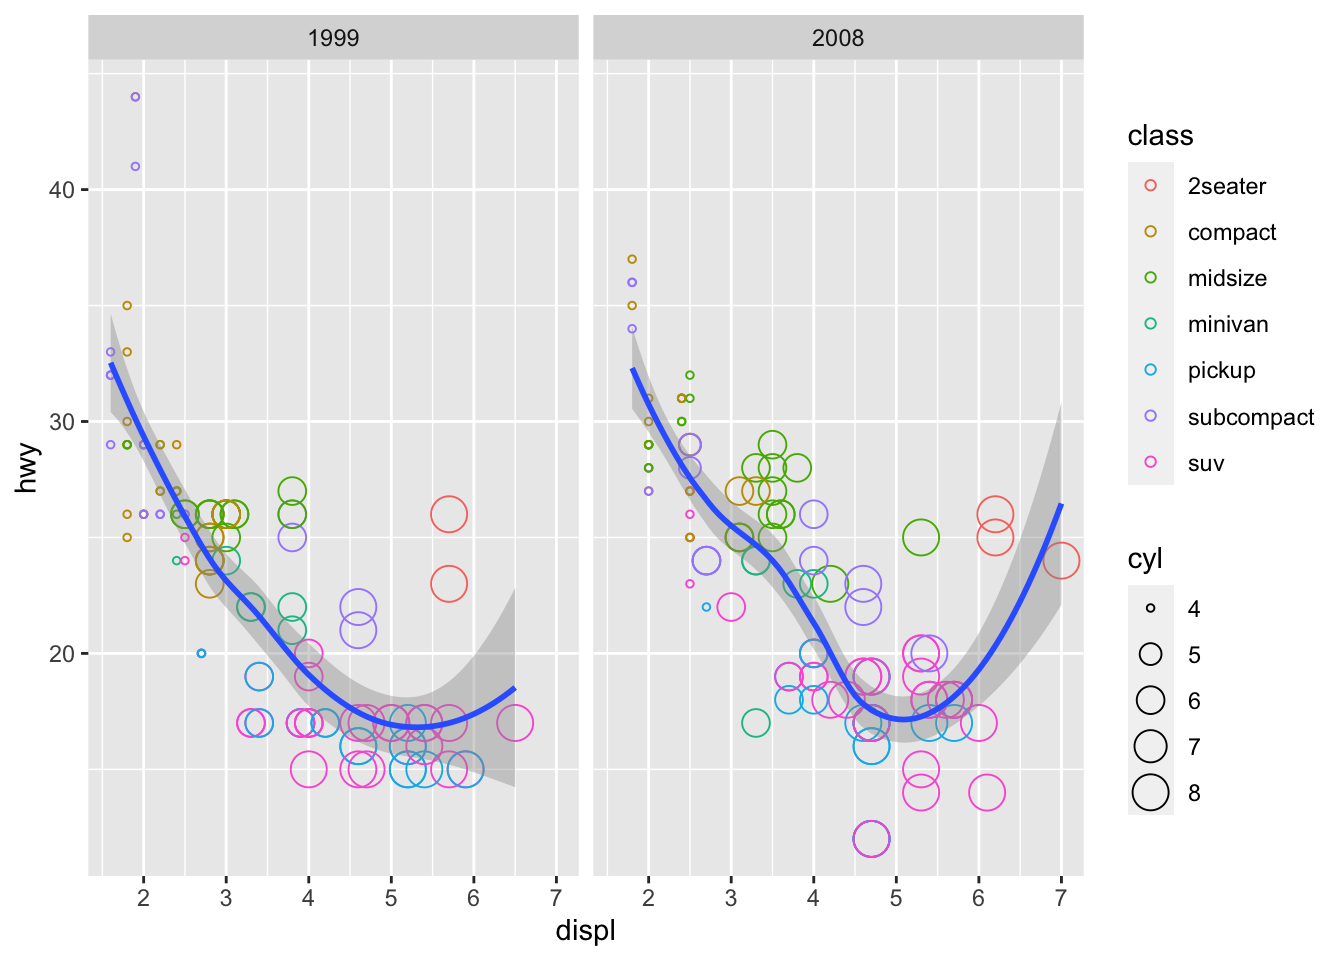 1999
2008
40
30
20
hwy
2 3 4 5 6 7
2 3 4 5 6 7
displ
class
2seater
compact
midsize
minivan
pickup
subcompact
suv
cyl
4
5
6
7
8